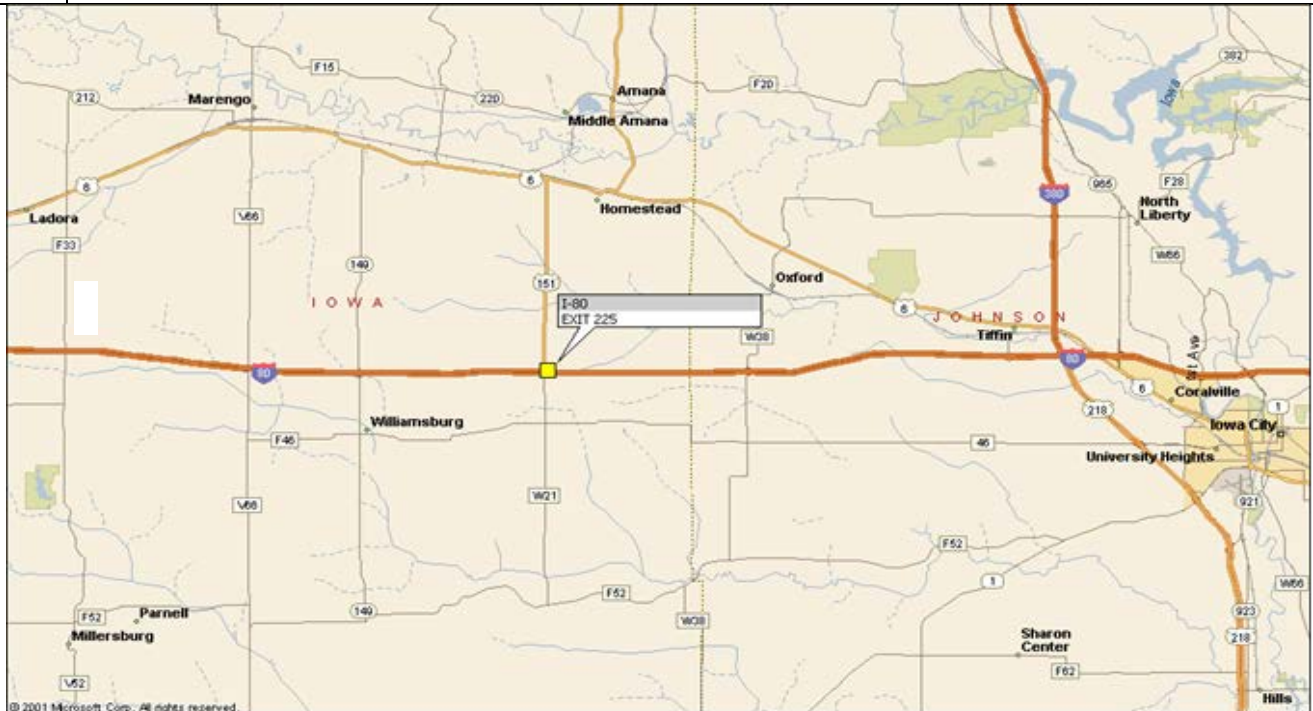 382
F15
F20
Amana
212
Marengo
220
Middle Amana
Iowa
6
6
965
F28
380
Homestead
North
Liberty
Ladora
V66
F33
W66
149
Oxford
151
IOWA
I-80
EXIT 225
6
JOHNSON
Tiffin
W38
80
80
6
Coralville
218
1
Williamsburg
Iowa City
F46
46
University Heights
W21
V66
921
F52
1
F52
W66
149
923
F52
Parnell
W38
218
Millersburg
Sharon
Center
F62
V52
Hills
© 2001 Microsoft Corp. All rights reserved.